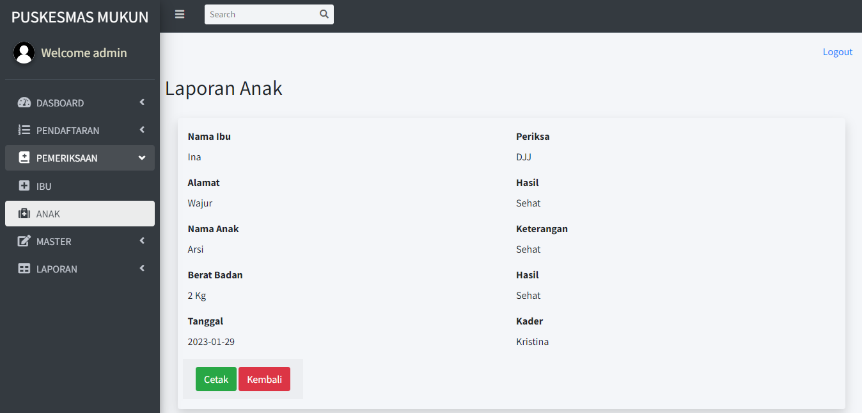 PUSKESMAS MUKUN
Welcome admin
DASBOARD
PENDAFTARAN
PEMERIKSAAN
IBU
ANAK
MASTER
LAPORAN
Search
Logout
Laporan Anak
Nama Ibu
Ina
Alamat
Wajur
Nama Anak
Arsi
Berat Badan
2 Kg
Tanggal
2023-01-29
Periksa
DJJ
Hasil
Sehat
Keterangan
Sehat
Hasil
Sehat
Kader
Kristina
Cetak Kembali